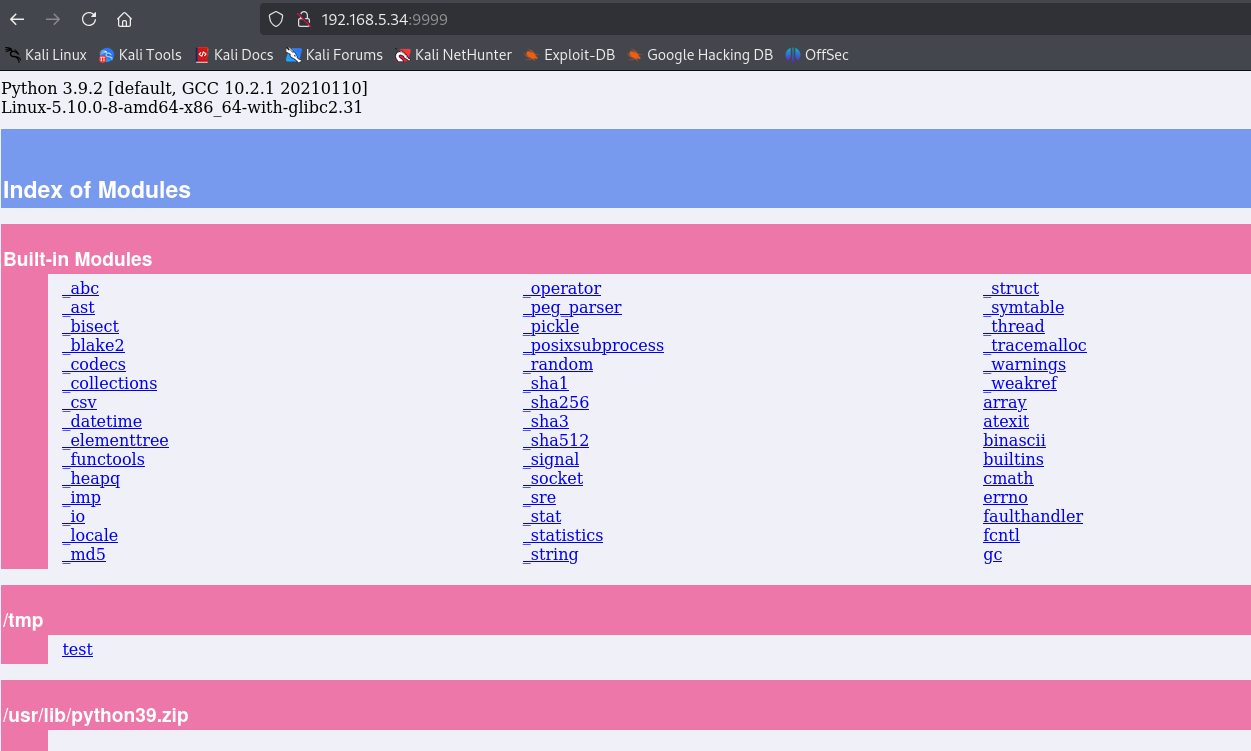 192.168.5.34:9999
Kali Linux Kali Tools Kali Docs Kali Forums Kali NetHunter Exploit-DB Google Hacking DB OffSec
Python 3.9.2 [default, GCC 10.2.1 20210110]
Linux-5.10.0-8-amd64-x86_64-with-glibc2.31
Index of Modules
Built-in Modules
_abc
_ast
_bisect
_blake2
_codecs
_collections
_csv
_datetime
_elementtree
_functools
_heapq
_imp
_io
_locale
_md5
_operator
_peg_parser
_pickle
_posixsubprocess
_random
_sha1
_sha256
_sha3
_sha512
_signal
_socket
_sre
_stat
_statistics
_string
_struct
_symtable
_thread
_tracemalloc
_warnings
_weakref
array
atexit
binascii
builtins
cmath
errno
faulthandler
fcntl
gc
/tmp
test
/usr/lib/python39.zip